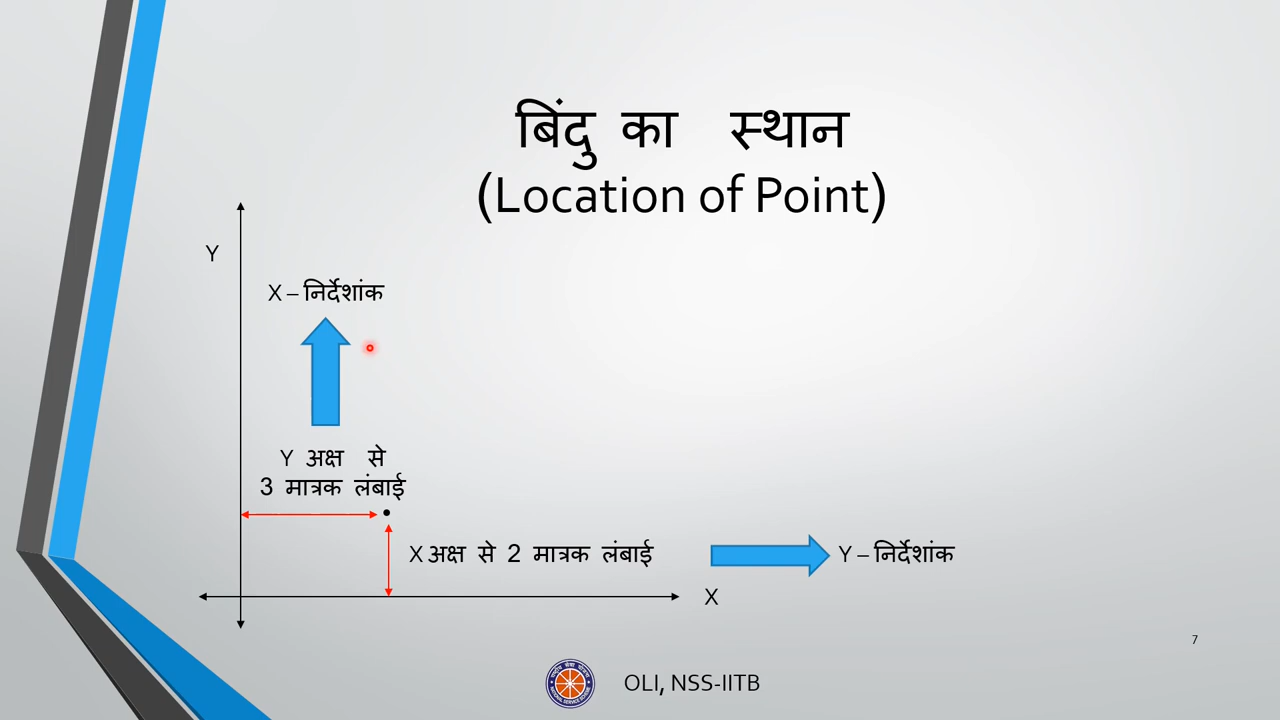 बिंदु का स्थान
(Location of Point)
Y
X – निर्देशांक
Y अक्ष से
3 मात्रक लंबाई
X अक्ष से 2 मात्रक लंबाई
Y – निर्देशांक
X
7
OLI, NSS-IITB